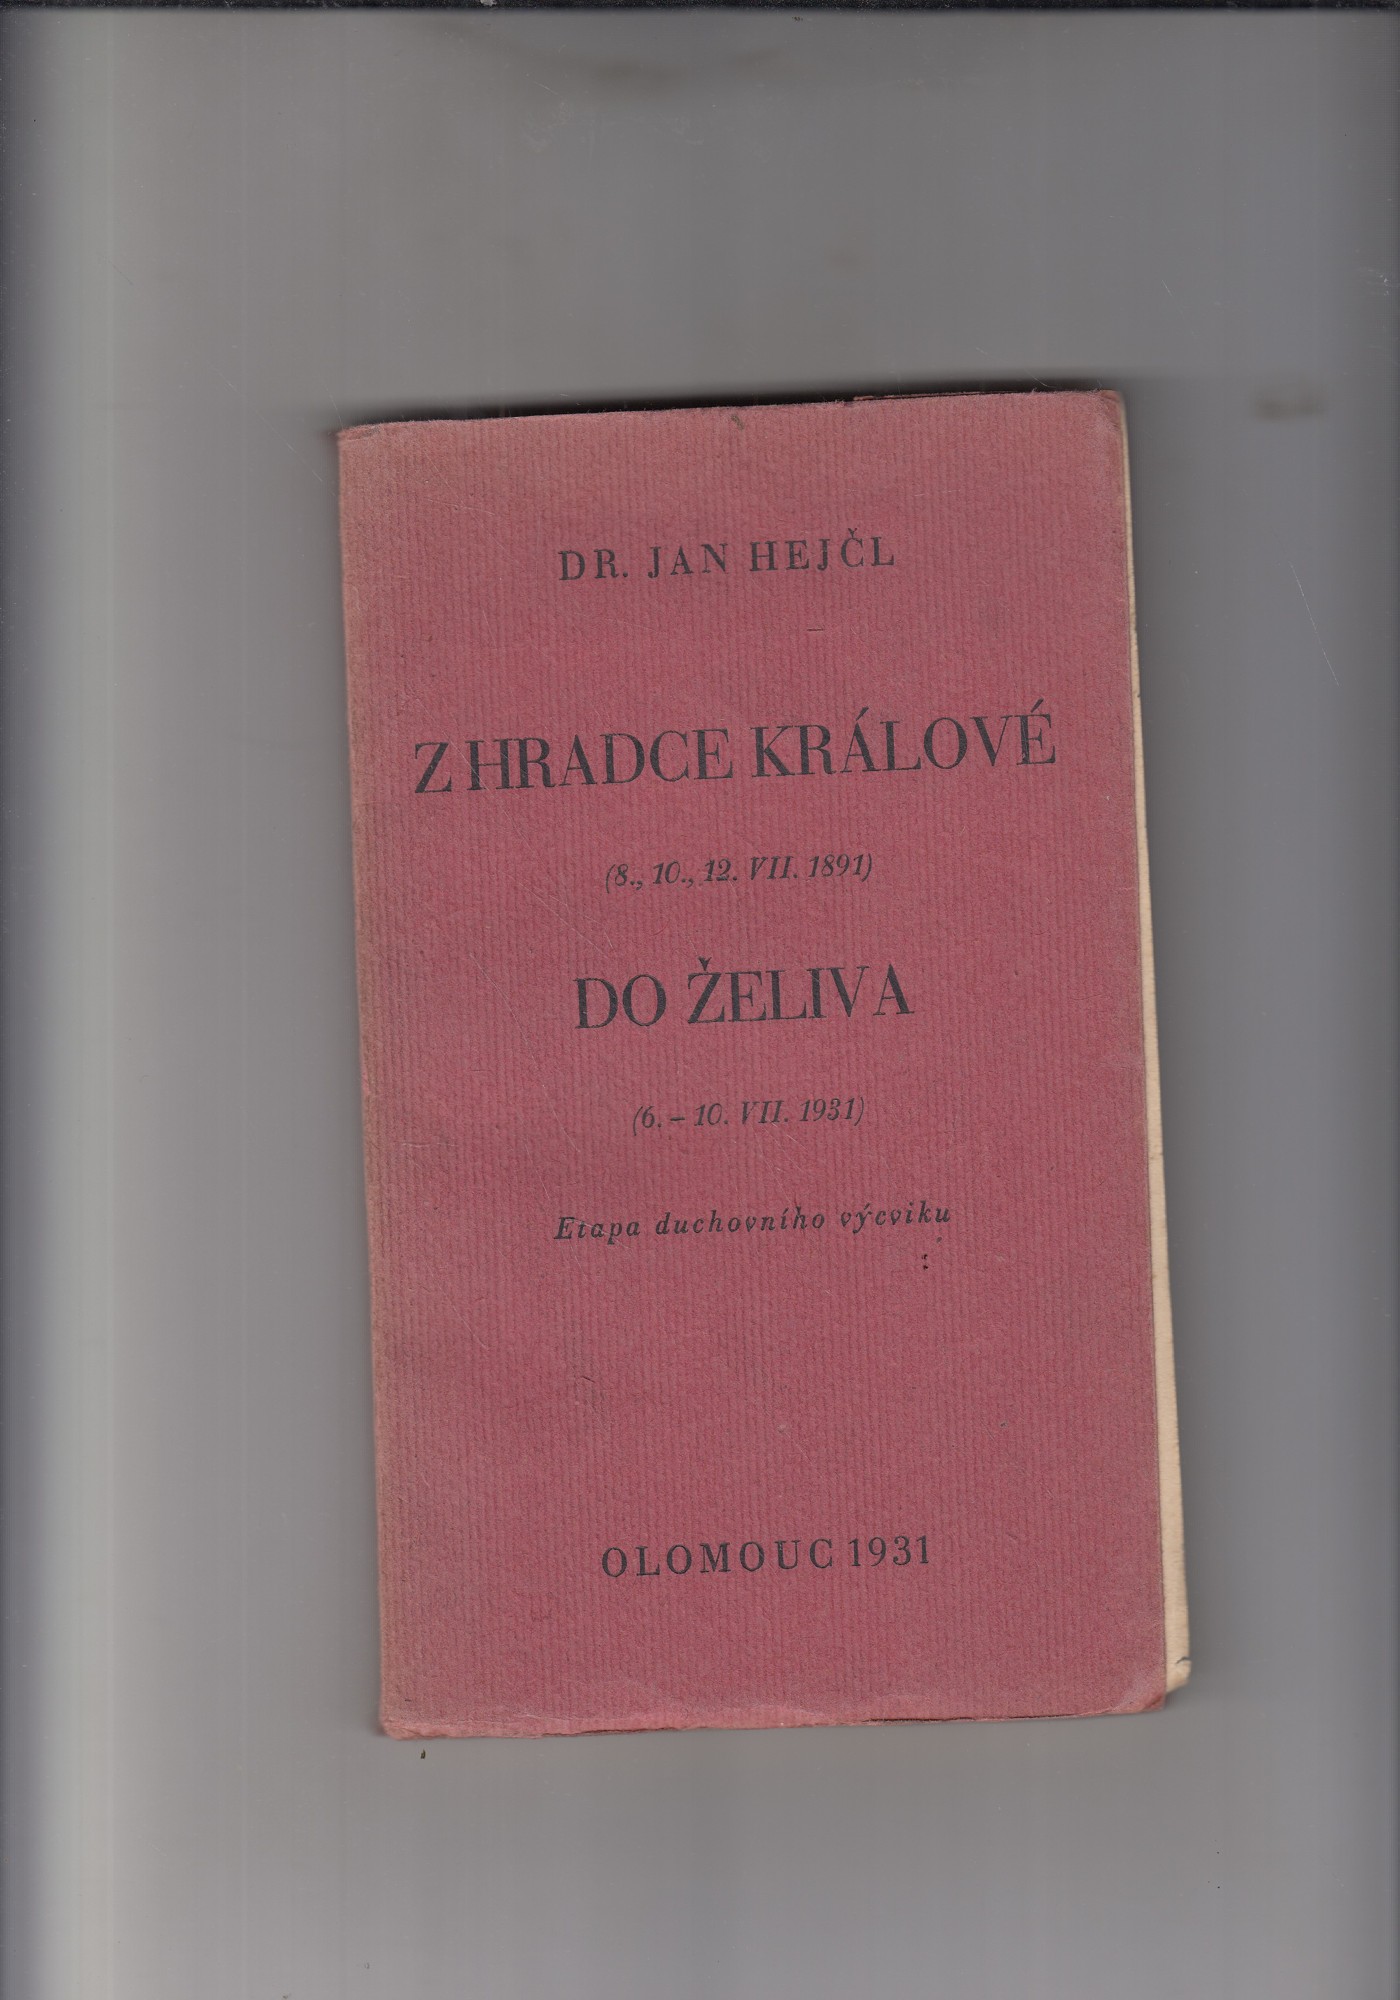 DR. JAN HEJČL
Z HRADCE KRÁLOVÉ
(8., 10., 12. VII. 1891)
DO ŽELIVA
(6. – 10. VII. 1931)
Etapa duchovního výcviku
OLOMOUC 1931